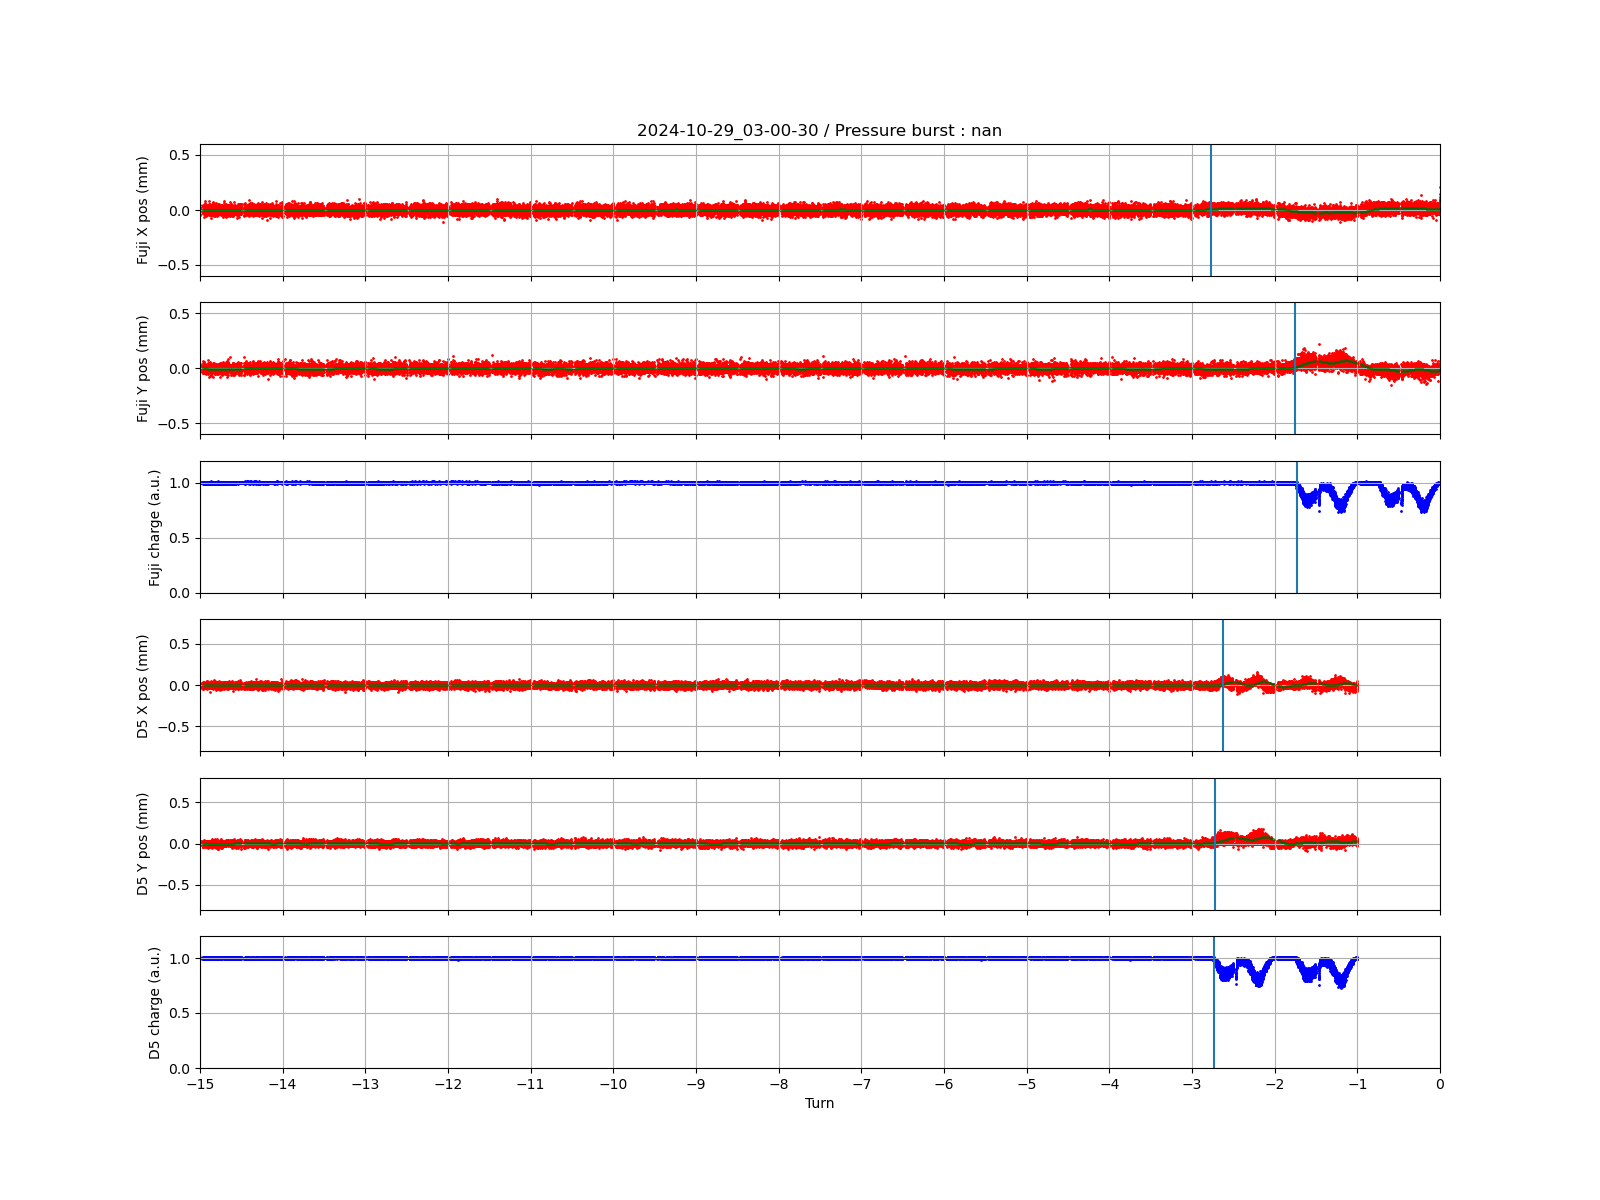 2024-10-29_03-00-30 / Pressure burst : nan
Fuji X pos (mm)
0.5
0.0
−0.5
Fuji Y pos (mm)
0.5
0.0
−0.5
Fuji charge (a.u.)
1.0
0.5
0.0
D5 X pos (mm)
0.5
0.0
−0.5
D5 Y pos (mm)
0.5
0.0
−0.5
D5 charge (a.u.)
1.0
0.5
0.0
−15 −14 −13 −12 −11 −10 −9 −8 −7 −6 −5 −4 −3 −2 −1 0
Turn